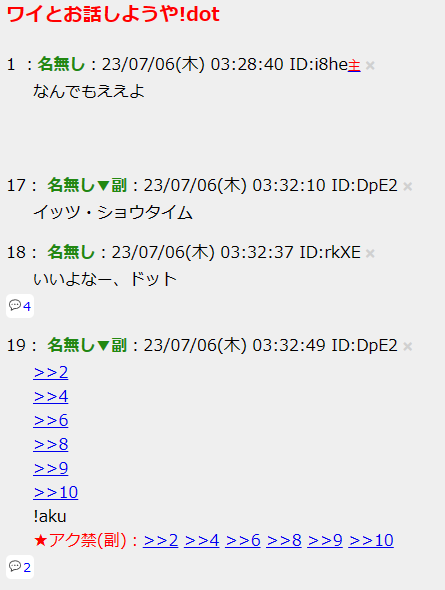 ワイとお話しようや!dot
1 ：名無し：23/07/06(木) 03:28:40 ID:i8he主 ×
なんでもええよ
17： 名無し▼副：23/07/06(木) 03:32:10 ID:DpE2 ×
イッツ・ショウタイム
18： 名無し：23/07/06(木) 03:32:37 ID:rkXE ×
いいよなー、ドット
💬4
19： 名無し▼副：23/07/06(木) 03:32:49 ID:DpE2 ×
>>2
>>4
>>6
>>8
>>9
>>10
!aku
★アク禁(副)：>>2 >>4 >>6 >>8 >>9 >>10
💬2